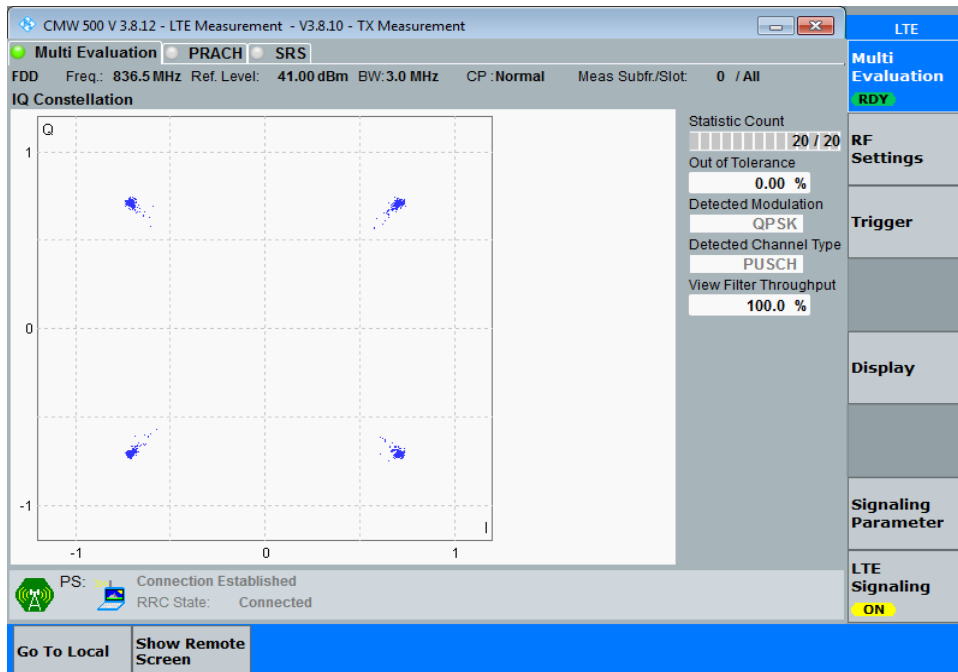 CMW 500 V 3.8.12 - LTE Measurement - V3.8.10 - TX Measurement
LTE
Multi Evaluation PRACH SRS
FDD Freq.: 836.5 MHz Ref. Level: 41.00 dBm BW: 3.0 MHz CP : Normal Meas Subfr./Slot: 0 / All
IQ Constellation
Q
1
0
-1
-1 0 1
I
Statistic Count
20 / 20
Out of Tolerance
0.00 %
Detected Modulation
QPSK
Detected Channel Type
PUSCH
View Filter Throughput
100.0 %
Multi
Evaluation
RDY
RF
Settings
Trigger
Display
Signaling
Parameter
LTE
Signaling
ON
PS: Connection Established
RRC State: Connected
Go To Local
Show Remote
Screen